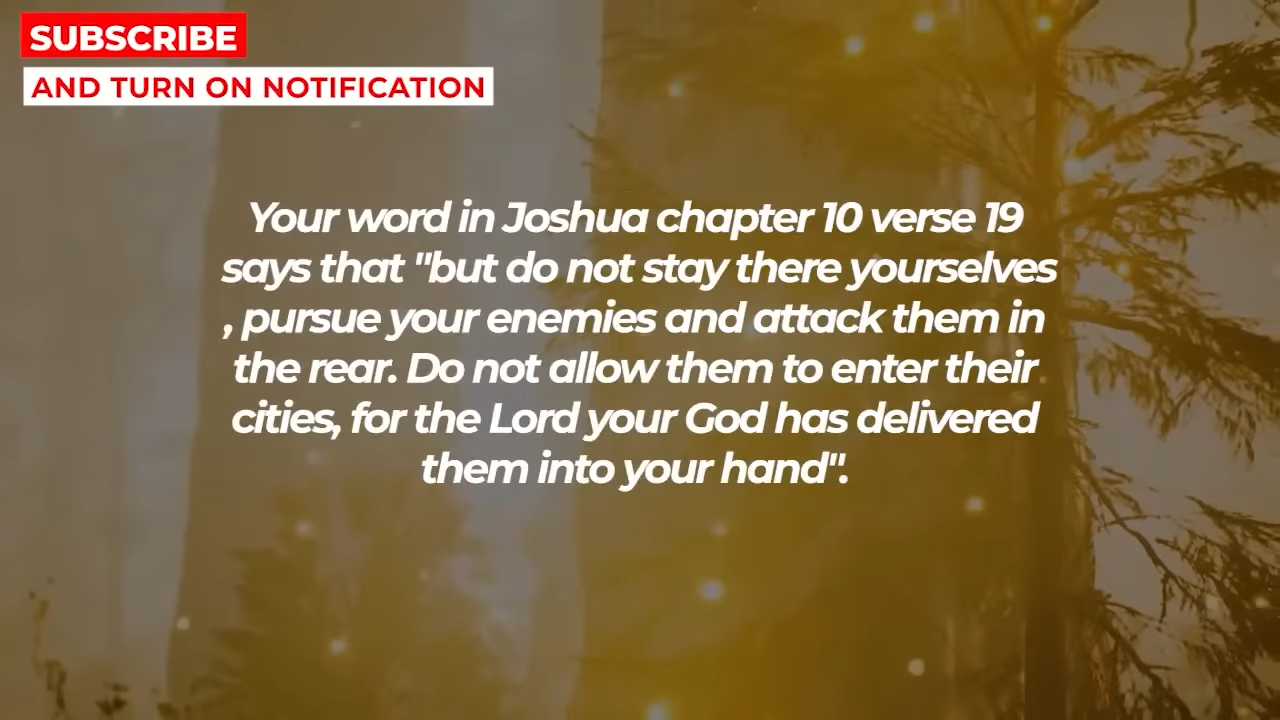 SUBSCRIBE
AND TURN ON NOTIFICATION
Your word in Joshua chapter 10 verse 19
says that "but do not stay there yourselves
, pursue your enemies and attack them in
the rear. Do not allow them to enter their
cities, for the Lord your God has delivered
them into your hand".